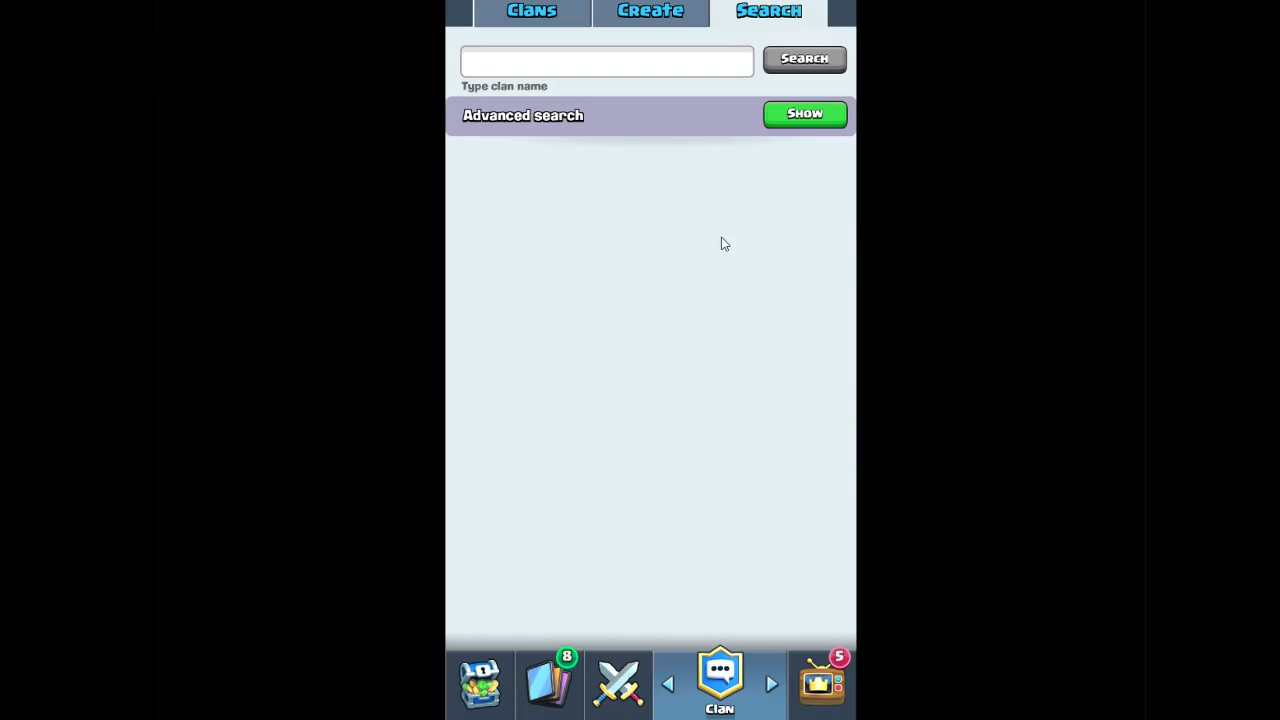 Clans Create Search
Search
Type clan name
Advanced search Show
8
5
Clan